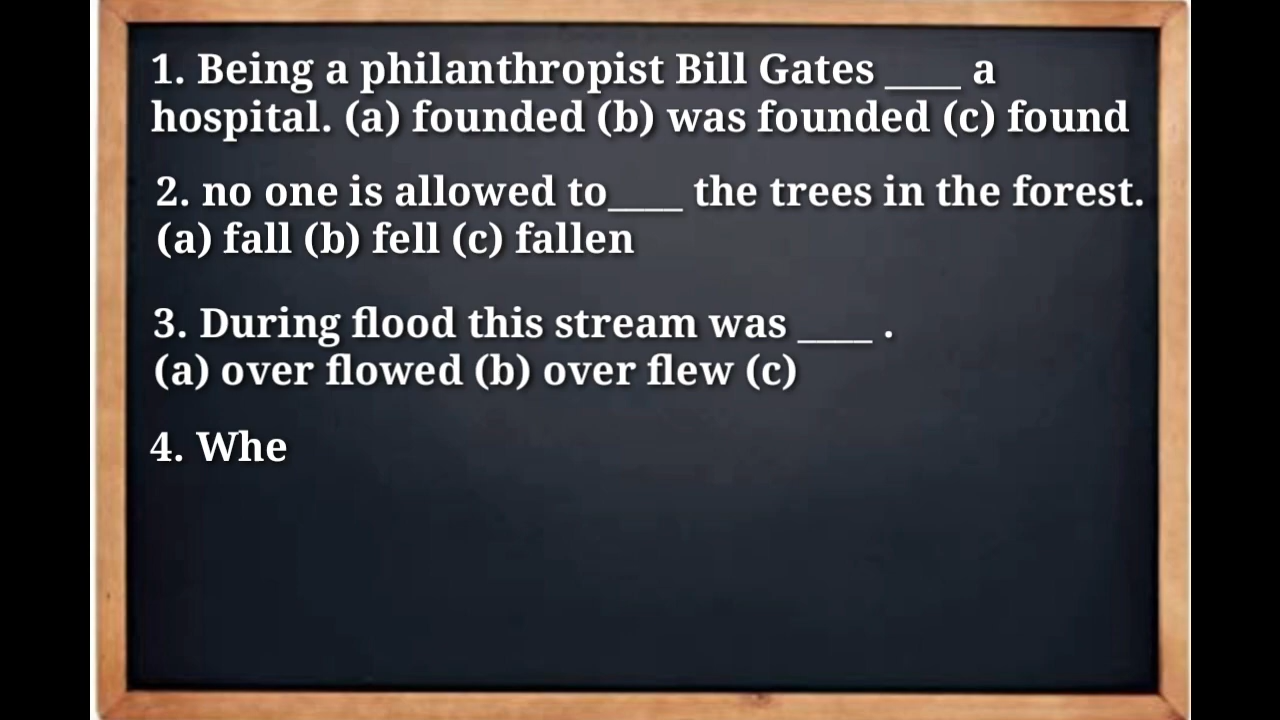 1. Being a philanthropist Bill Gates ____ a
hospital. (a) founded (b) was founded (c) found
2. no one is allowed to____ the trees in the forest.
(a) fall (b) fell (c) fallen
3. During flood this stream was ____ .
(a) over flowed (b) over flew (c)
4. Whe